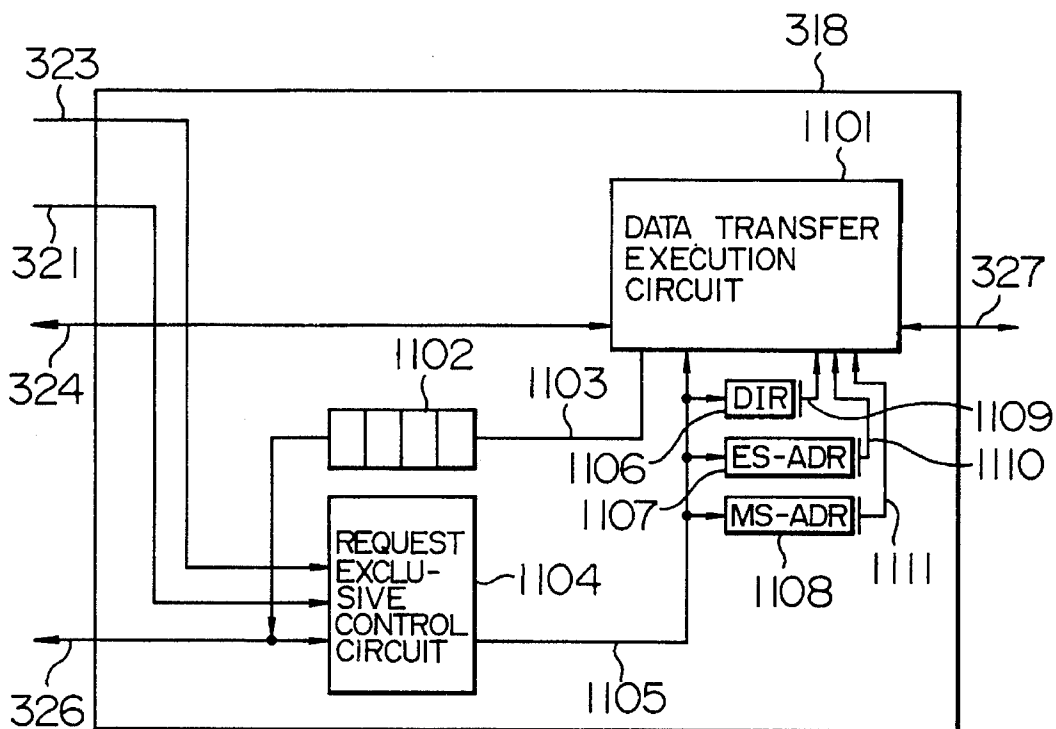 318
323
1101
DATA TRANSFER
EXECUTION
CIRCUIT
321
327
324
1102
1103
DIR
1109
1106
ES-ADR
1110
1107
MS-ADR
1108
1111
REQUEST
EXCLU-
SIVE
CONTROL
CIRCUIT
1104
326
1105